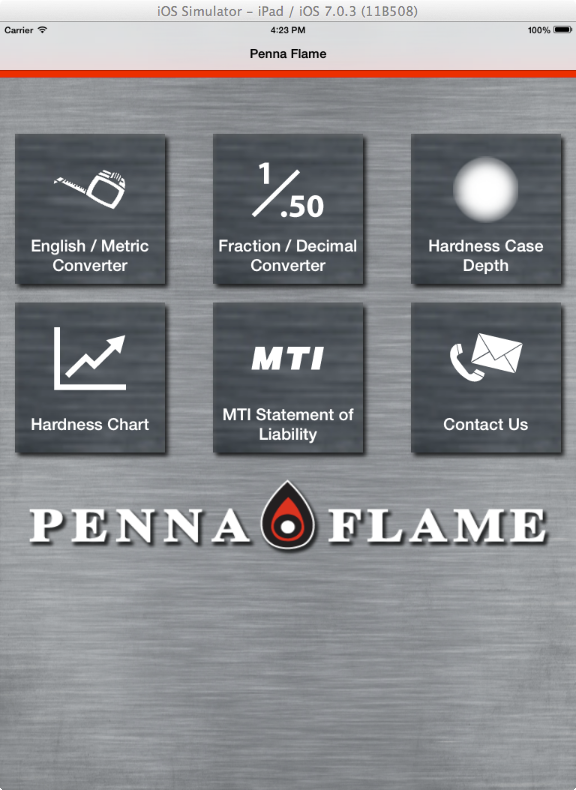 iOS Simulator – iPad / iOS 7.0.3 (11B508)
Carrier 4:23 PM 100%
Penna Flame
1/.50
English / Metric
Converter
Fraction / Decimal
Converter
Hardness Case
Depth
MTI
Hardness Chart
MTI Statement of
Liability
Contact Us
PENNA FLAME